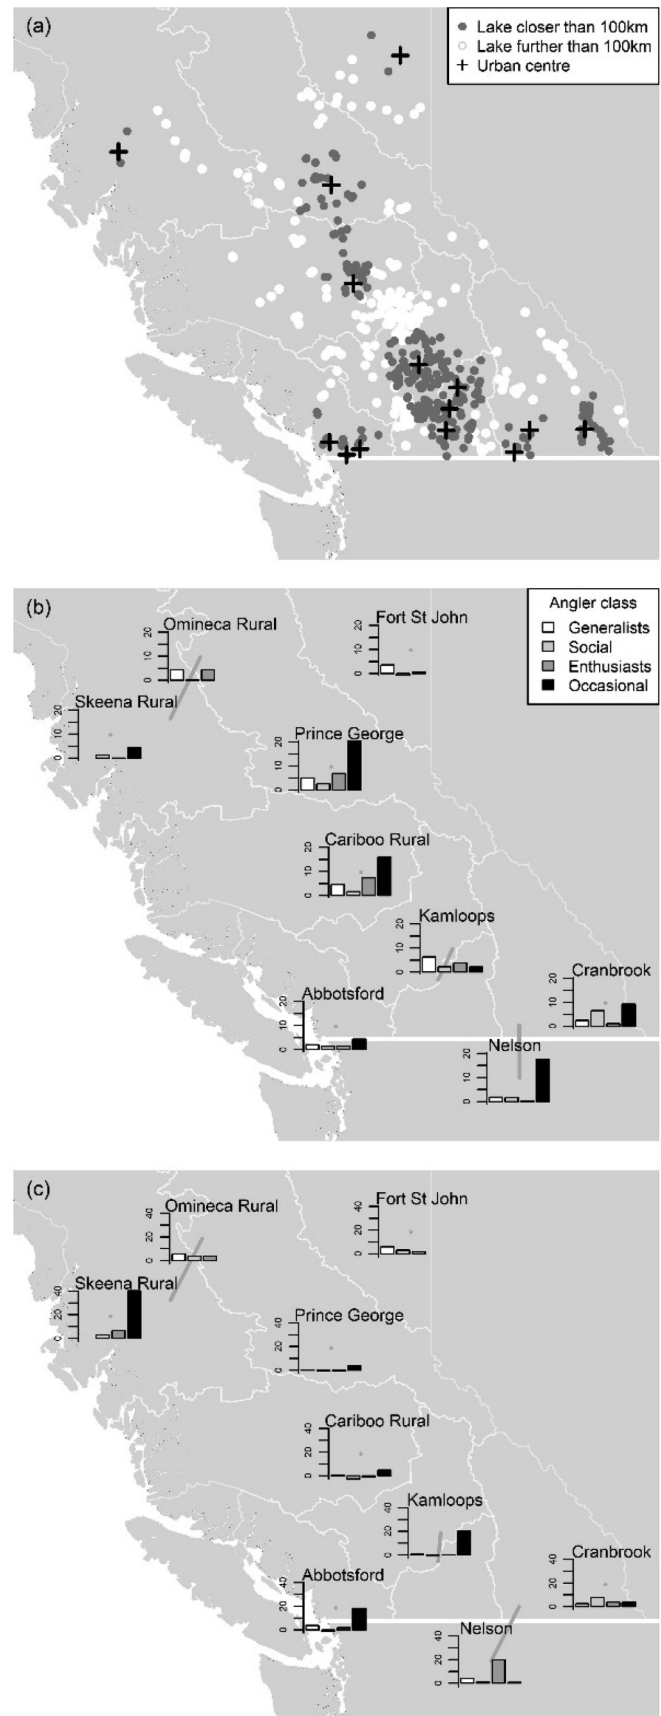 (a)
Lake closer than 100km
Lake further than 100km
Urban centre
(b)
Angler class
Generalists
Social
Enthusiasts
Occasional
Omineca Rural
0 10 20
Fort St John
0 10 20
Skeena Rural
0 10 20
Prince George
0 10 20
Cariboo Rural
0 10 20
Kamloops
0 10 20
Cranbrook
0 10 20
Abbotsford
0 10 20
Nelson
0 10 20
(c)
Omineca Rural
0 20 40
Fort St John
0 20 40
Skeena Rural
0 20 40
Prince George
0 20 40
Cariboo Rural
0 20 40
Kamloops
0 20 40
Cranbrook
0 20 40
Abbotsford
0 20 40
Nelson
0 20 40